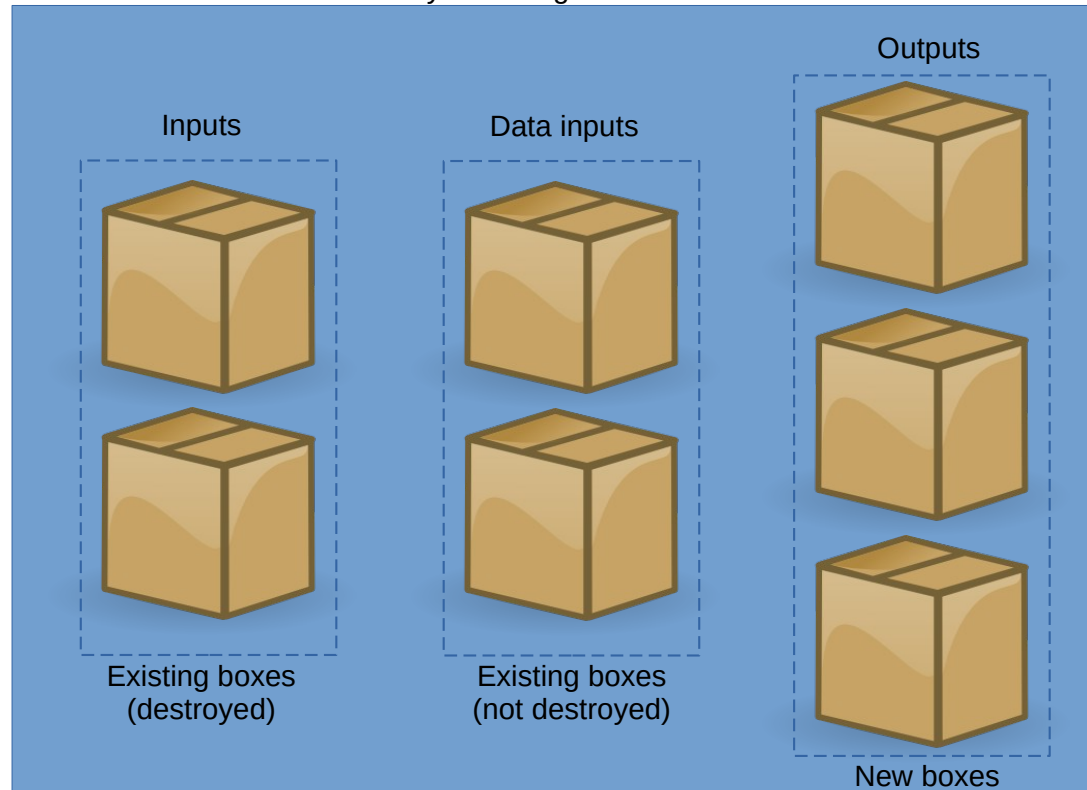 Inputs
Data inputs
Outputs
Existing boxes
(destroyed)
Existing boxes
(not destroyed)
New boxes